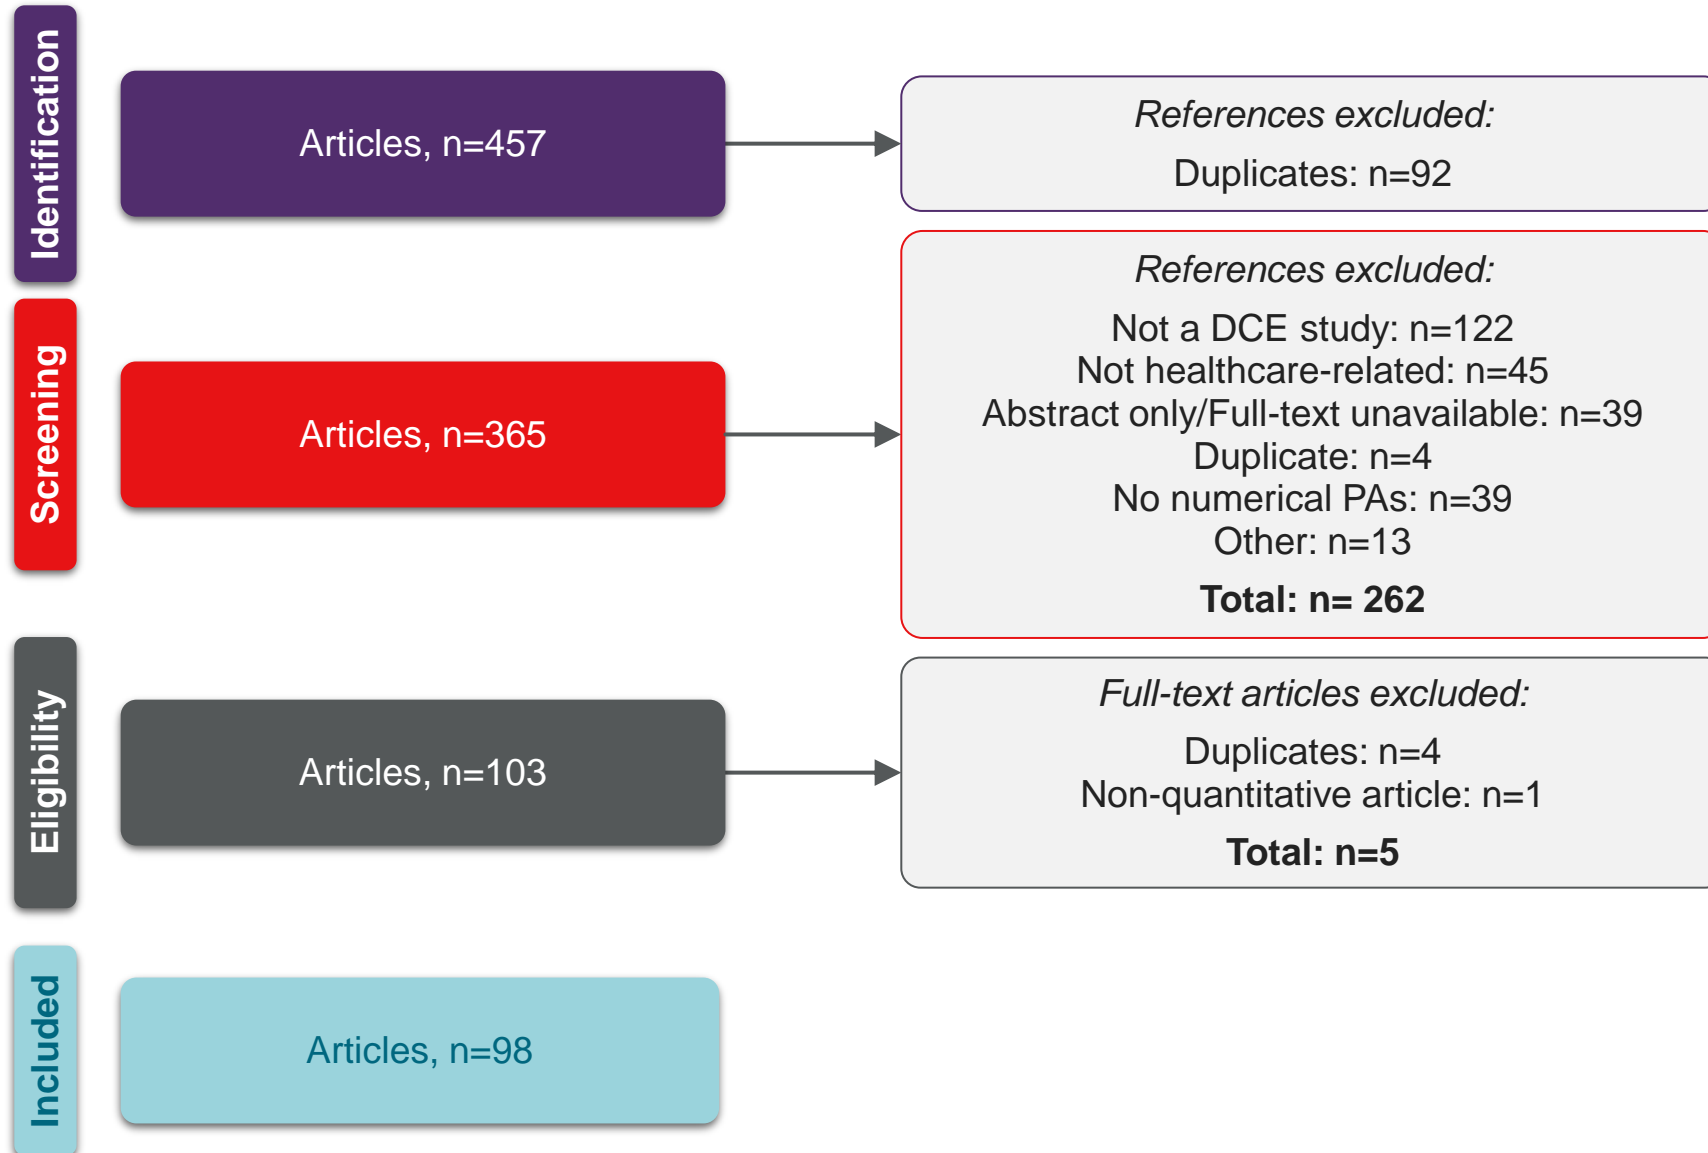 Identification
Articles, n=457
References excluded:
Duplicates: n=92
Screening
Articles, n=365
References excluded:
Not a DCE study: n=122
Not healthcare-related: n=45
Abstract only/Full-text unavailable: n=39
Duplicate: n=4
No numerical PAs: n=39
Other: n=13
Total: n= 262
Eligibility
Articles, n=103
Full-text articles excluded:
Duplicates: n=4
Non-quantitative article: n=1
Total: n=5
Included
Articles, n=98